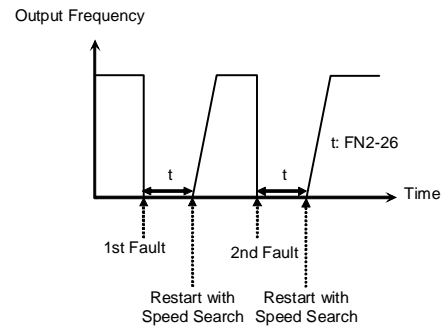 Output Frequency
t: FN2-26
t
t
Time
1st Fault
2nd Fault
Restart with
Speed Search
Restart with
Speed Search